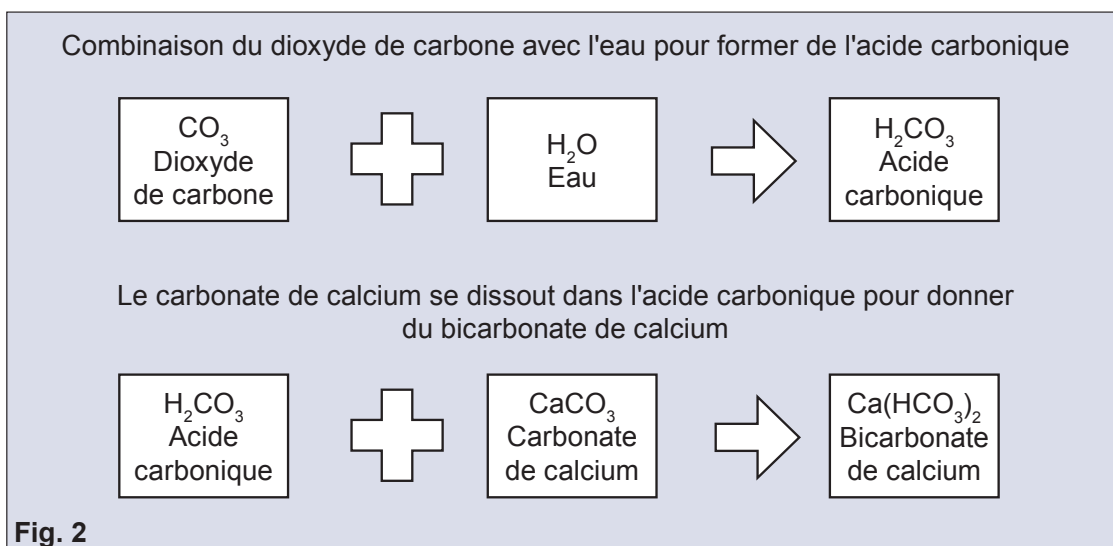 Combinaison du dioxyde de carbone avec l'eau pour former de l'acide carbonique
CO₃
Dioxyde
de carbone
H₂O
Eau
H₂CO₃
Acide
carbonique
Le carbonate de calcium se dissout dans l'acide carbonique pour donner
du bicarbonate de calcium
H₂CO₃
Acide
carbonique
CaCO₃
Carbonate
de calcium
Ca(HCO₃)₂
Bicarbonate
de calcium
Fig. 2